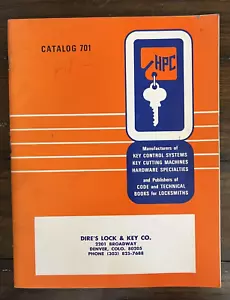 CATALOG 701
HPC
Manufacturers of
KEY CONTROL SYSTEMS
KEY CUTTING MACHINES
HARDWARE SPECIALTIES
and Publishers of
CODE and TECHNICAL
BOOKS for LOCKSMITHS
DIRE'S LOCK & KEY CO.
2201 BROADWAY
DENVER, COLO. 80205
PHONE (303) 825-7688